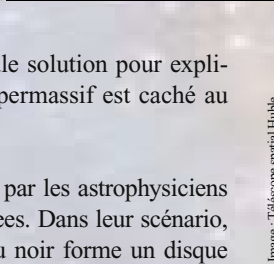 le solution pour expli-
permassif est caché au
par les astrophysiciens
ees. Dans leur scénario,
u noir forme un disque
Image : Télescope spatial Hubble